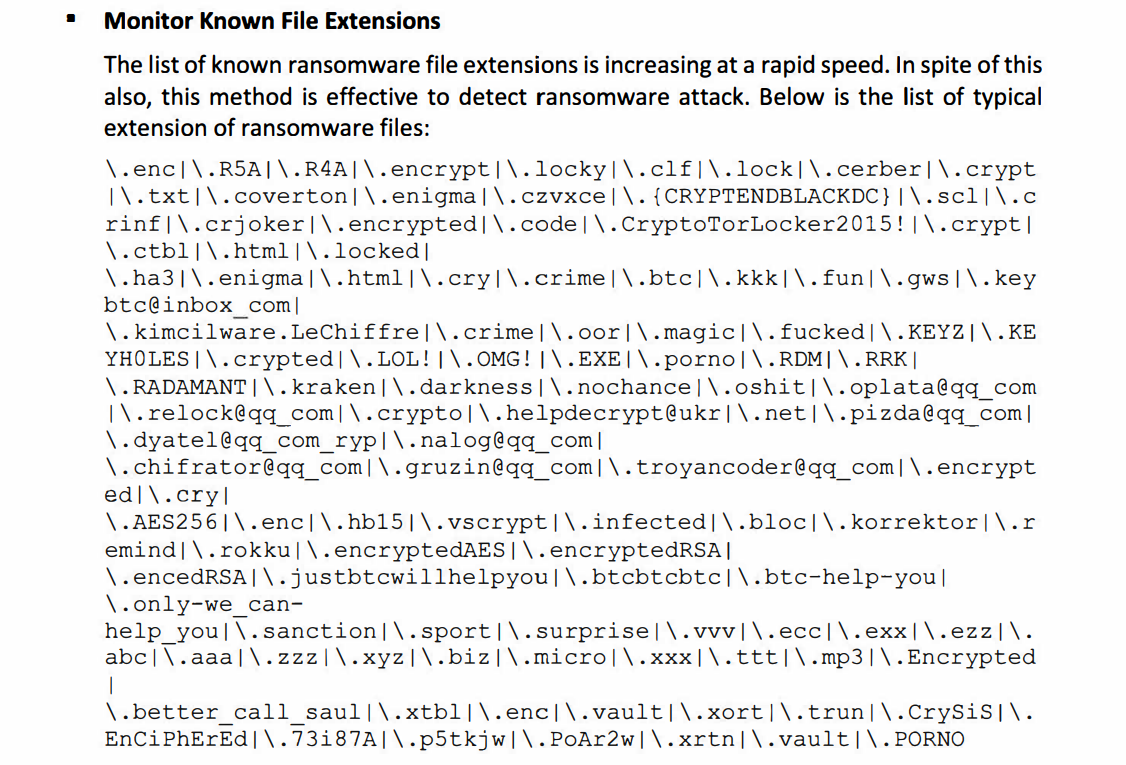 ▪ Monitor Known File Extensions
The list of known ransomware file extensions is increasing at a rapid speed. In spite of this
also, this method is effective to detect ransomware attack. Below is the list of typical
extension of ransomware files:
\.enc|\.R5A|\.R4A|\.encrypt|\.locky|\.clf|\.lock|\.cerber|\.crypt
|\.txt|\.coverton|\.enigma|\.czvxce|\.{CRYPTENDBLACKDC}|\.scl|\.c
rinf|\.crjoker|\.encrypted|\.code|\.CryptoTorLocker2015!|\.crypt|
\.ctbl|\.html|\.locked|
\.ha3|\.enigma|\.html|\.cry|\.crime|\.btc|\.kkk|\.fun|\.gws|\.key
btc@inbox_com|
\.kimcilware.LeChiffre|\.crime|\.oor|\.magic|\.fucked|\.KEYZ|\.KE
YH0LES|\.crypted|\.LOL!|\.OMG!|\.EXE|\.porno|\.RDM|\.RRK|
\.RADAMANT|\.kraken|\.darkness|\.nochance|\.oshit|\.oplata@qq_com
|\.relock@qq_com|\.crypto|\.helpdecrypt@ukr|\.net|\.pizda@qq_com|
\.dyatel@qq_com_ryp|\.nalog@qq_com|
\.chifrator@qq_com|\.gruzin@qq_com|\.troyancoder@qq_com|\.encrypt
ed|\.cry|
\.AES256|\.enc|\.hb15|\.vscrypt|\.infected|\.bloc|\.korrektor|\.r
emind|\.rokku|\.encryptedAES|\.encryptedRSA|
\.encedRSA|\.justbtcwillhelpyou|\.btcbtcbtc|\.btc-help-you|
\.only-we_can-
help_you|\.sanction|\.sport|\.surprise|\.vvv|\.ecc|\.exx|\.ezz|\.
abc|\.aaa|\.zzz|\.xyz|\.biz|\.micro|\.xxx|\.ttt|\.mp3|\.Encrypted
|
\.better_call_saul|\.xtbl|\.enc|\.vault|\.xort|\.trun|\.CrySiS|\.
EnCiPhErEd|\.73i87A|\.p5tkjw|\.PoAr2w|\.xrtn|\.vault|\.PORNO